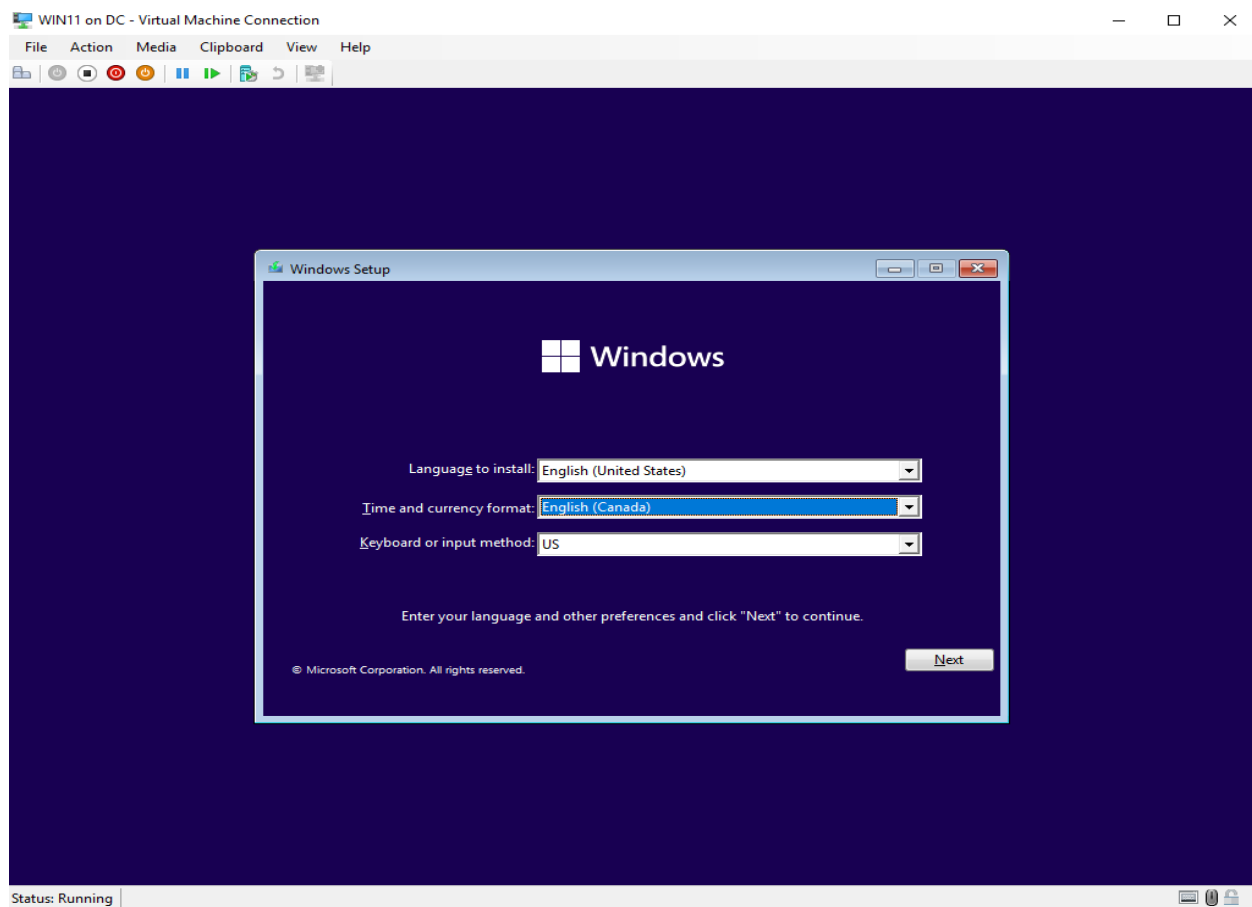 WIN11 on DC - Virtual Machine Connection
File Action Media Clipboard View Help
Windows Setup
Windows
Language to install: English (United States)
Time and currency format: English (Canada)
Keyboard or input method: US
Enter your language and other preferences and click "Next" to continue.
Next
© Microsoft Corporation. All rights reserved.
Status: Running